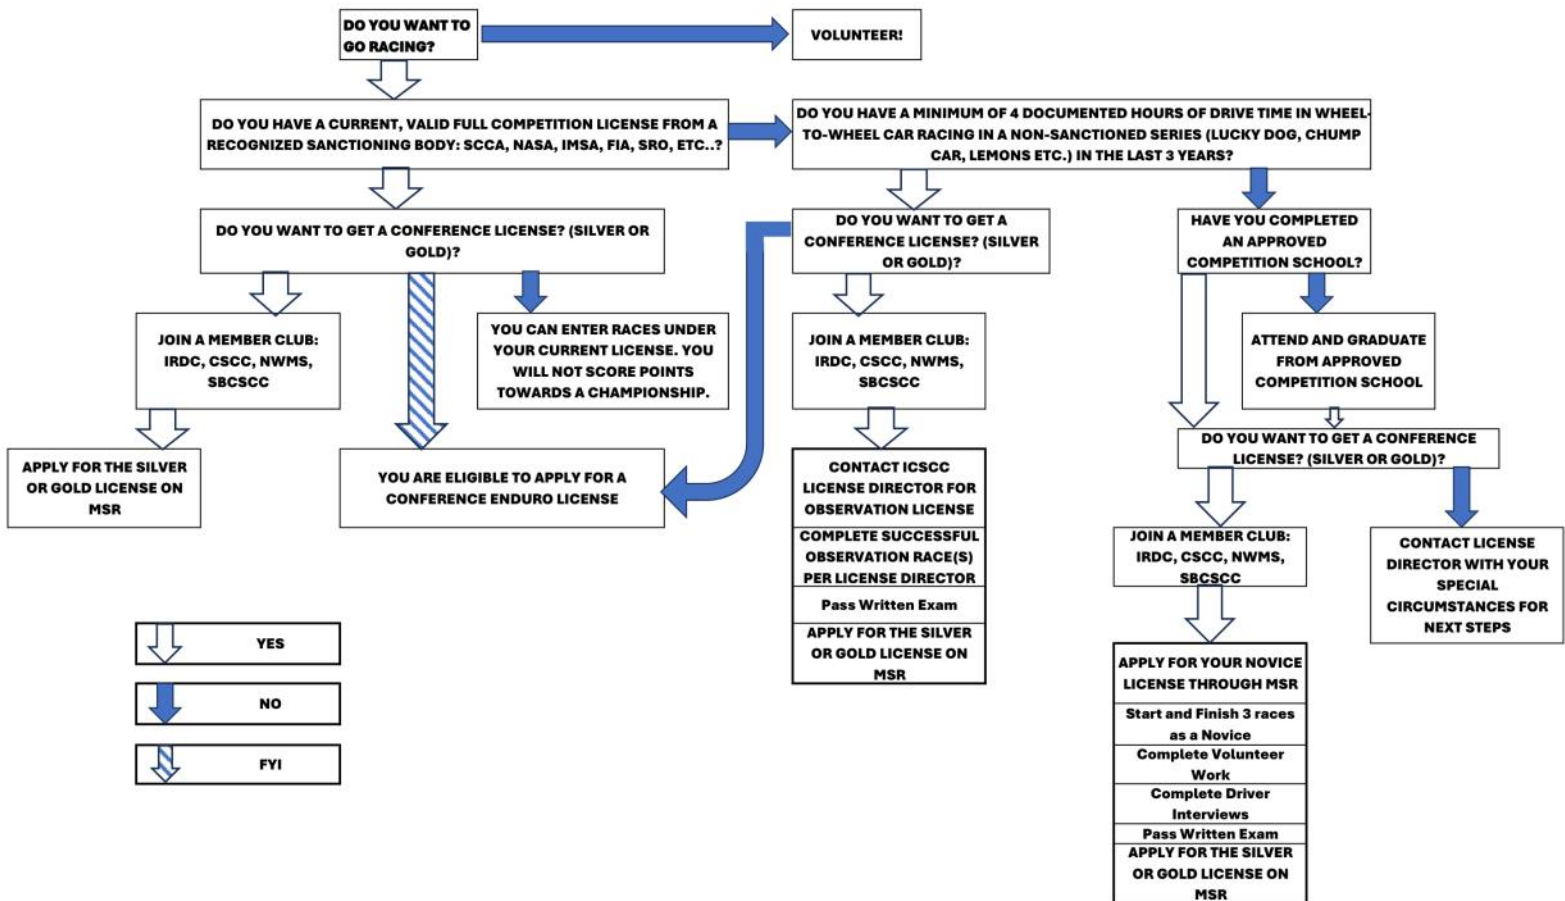 DO YOU WANT TO
GO RACING?
VOLUNTEER!
DO YOU HAVE A CURRENT, VALID FULL COMPETITION LICENSE FROM A
RECOGNIZED SANCTIONING BODY: SCCA, NASA, IMSA, FIA, SRO, ETC..?
DO YOU HAVE A MINIMUM OF 4 DOCUMENTED HOURS OF DRIVE TIME IN WHEEL-
TO-WHEEL CAR RACING IN A NON-SANCTIONED SERIES (LUCKY DOG, CHUMP
CAR, LEMONS ETC.) IN THE LAST 3 YEARS?
DO YOU WANT TO GET A CONFERENCE LICENSE? (SILVER OR
GOLD)?
DO YOU WANT TO GET A
CONFERENCE LICENSE? (SILVER
OR GOLD)?
HAVE YOU COMPLETED
AN APPROVED
COMPETITION SCHOOL?
JOIN A MEMBER CLUB:
IRDC, CSCC, NWMS,
SBCSCC
YOU CAN ENTER RACES UNDER
YOUR CURRENT LICENSE. YOU
WILL NOT SCORE POINTS
TOWARDS A CHAMPIONSHIP.
JOIN A MEMBER CLUB:
IRDC, CSCC, NWMS,
SBCSCC
ATTEND AND GRADUATE
FROM APPROVED
COMPETITION SCHOOL
DO YOU WANT TO GET A CONFERENCE
LICENSE? (SILVER OR GOLD)?
APPLY FOR THE SILVER
OR GOLD LICENSE ON
MSR
YOU ARE ELIGIBLE TO APPLY FOR A
CONFERENCE ENDURO LICENSE
CONTACT ICSCC
LICENSE DIRECTOR FOR
OBSERVATION LICENSE
COMPLETE SUCCESSFUL
OBSERVATION RACE(S)
PER LICENSE DIRECTOR
Pass Written Exam
APPLY FOR THE SILVER
OR GOLD LICENSE ON
MSR
JOIN A MEMBER CLUB:
IRDC, CSCC, NWMS,
SBCSCC
CONTACT LICENSE
DIRECTOR WITH YOUR
SPECIAL
CIRCUMSTANCES FOR
NEXT STEPS
APPLY FOR YOUR NOVICE
LICENSE THROUGH MSR
Start and Finish 3 races
as a Novice
Complete Volunteer
Work
Complete Driver
Interviews
Pass Written Exam
APPLY FOR THE SILVER
OR GOLD LICENSE ON
MSR
YES
NO
FYI